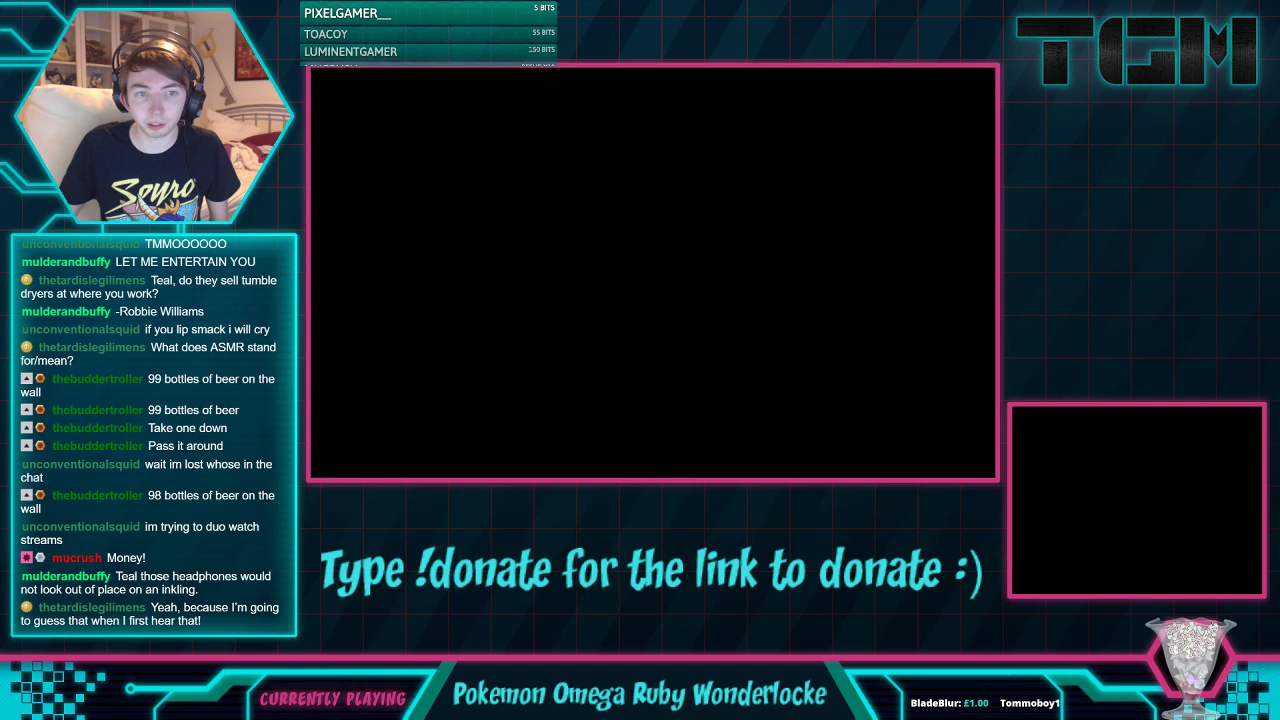 PIXELGAMER__ 5 BITS
TOACOY 55 BITS
LUMINENTGAMER 150 BITS
TGM
Spyro
unconventionalsquid TMMOOOOOO
mulderandbuffy LET ME ENTERTAIN YOU
thetardislegilimens Teal, do they sell tumble
dryers at where you work?
mulderandbuffy -Robbie Williams
unconventionalsquid if you lip smack i will cry
thetardislegilimens What does ASMR stand
for/mean?
thebuddertroller 99 bottles of beer on the
wall
thebuddertroller 99 bottles of beer
thebuddertroller Take one down
thebuddertroller Pass it around
unconventionalsquid wait im lost whose in the
chat
thebuddertroller 98 bottles of beer on the
wall
unconventionalsquid im trying to duo watch
streams
mucrush Money!
mulderandbuffy Teal those headphones would
not look out of place on an inkling.
thetardislegilimens Yeah, because I'm going
to guess that when I first hear that!
Type !donate for the link to donate :)
CURRENTLY PLAYING
Pokemon Omega Ruby Wonderlocke
BladeBlur: £1.00 Tommoboy1